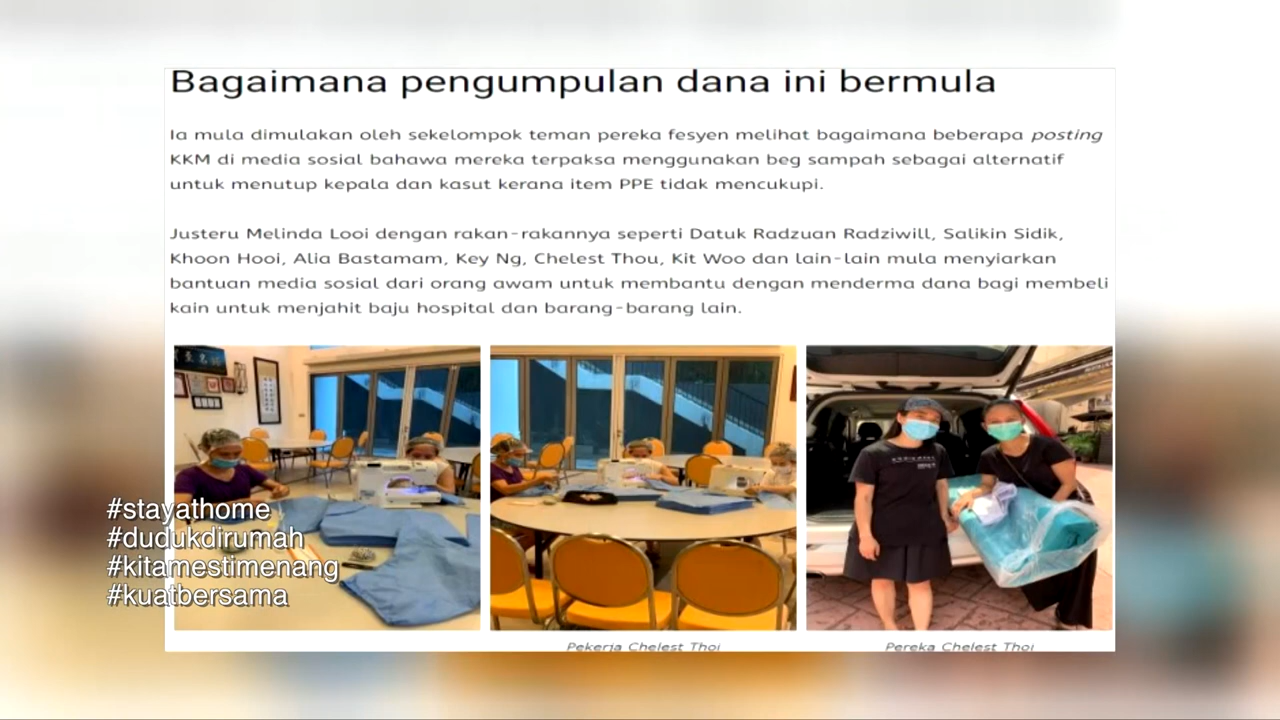 Bagaimana pengumpulan dana ini bermula
Ia mula dimulakan oleh sekelompok teman pereka fesyen melihat bagaimana beberapa posting
KKM di media sosial bahawa mereka terpaksa menggunakan beg sampah sebagai alternatif
untuk menutup kepala dan kasut kerana item PPE tidak mencukupi.
Justeru Melinda Looi dengan rakan-rakannya seperti Datuk Radzuan Radziwill, Salikin Sidik,
Khoon Hooi, Alia Bastamam, Key Ng, Chelest Thou, Kit Woo dan lain-lain mula menyiarkan
bantuan media sosial dari orang awam untuk membantu dengan menderma dana bagi membeli
kain untuk menjahit baju hospital dan barang-barang lain.
#stayathome
#dudukdirumah
#kitamestimenang
#kuatbersama
Pekerja Chelest Thoi
Pereka Chelest Thoi